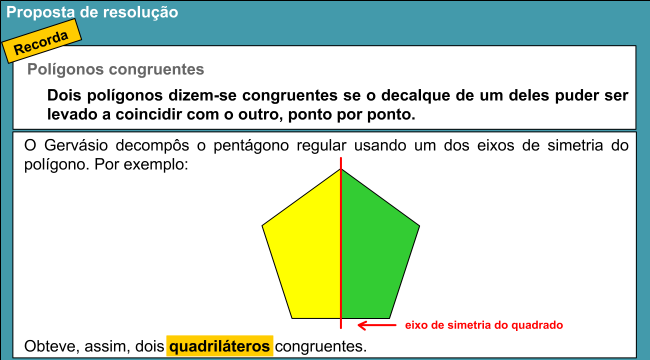 Proposta de resolução
Recorda
Polígonos congruentes
Dois polígonos dizem-se congruentes se o decalque de um deles puder ser
levado a coincidir com o outro, ponto por ponto.
O Gervásio decompôs o pentágono regular usando um dos eixos de simetria do
polígono. Por exemplo:
eixo de simetria do quadrado
Obteve, assim, dois quadriláteros congruentes.